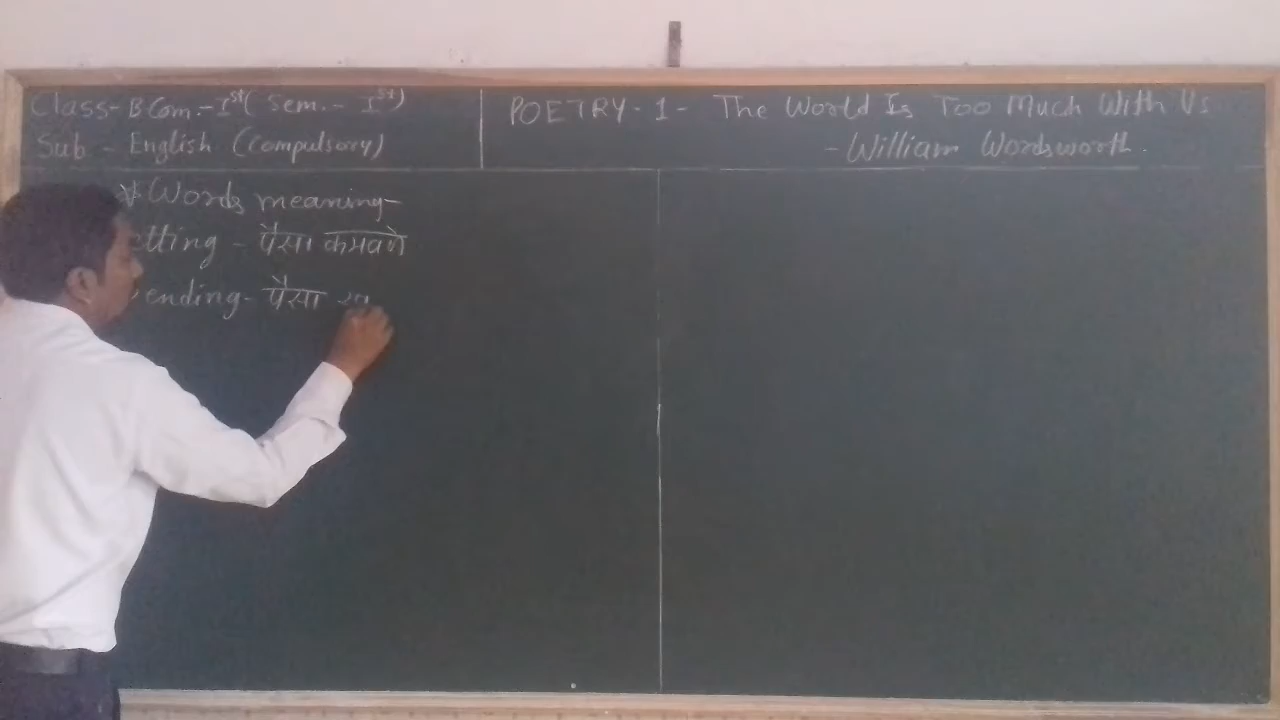 Class- B.Com.- Ist (Sem.- Ist)
Sub - English (Compulsory)
POETRY- 1 - The World Is Too Much With Us
- William Wordsworth.
* Words meaning-
etting - पैसा कमवणे
ending- पैसा